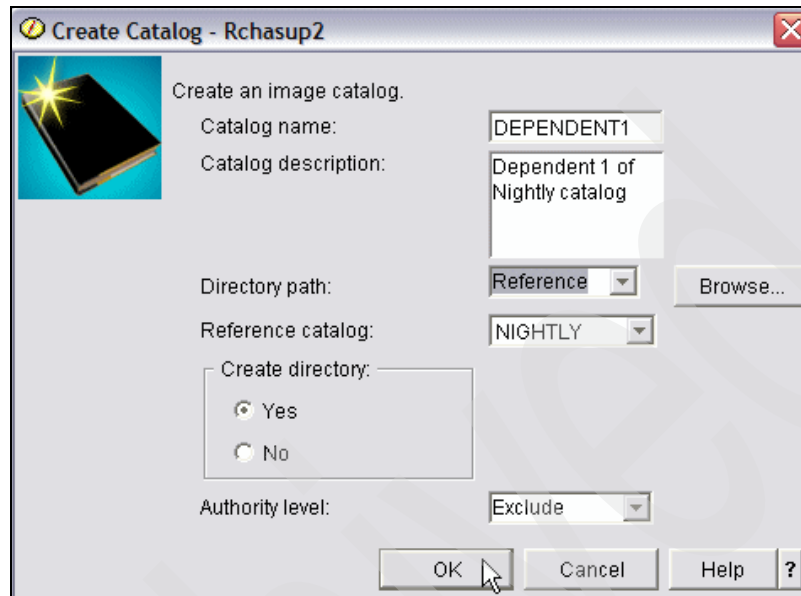 Create Catalog - Rchasup2
Create an image catalog.
Catalog name: DEPENDENT1
Catalog description: Dependent 1 of
Nightly catalog
Directory path: Reference Browse...
Reference catalog: NIGHTLY
Create directory:
Yes
No
Authority level: Exclude
OK Cancel Help ?